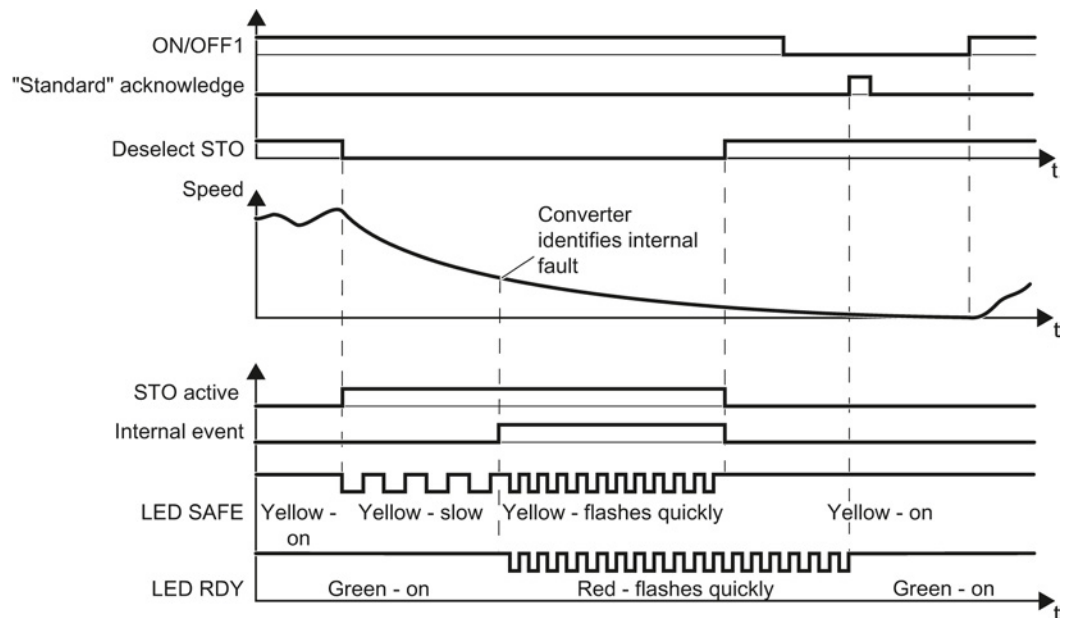 ON/OFF1
"Standard" acknowledge
Deselect STO
t
Speed
Converter
identifies internal
fault
t
STO active
Internal event
LED SAFE
Yellow -
on
Yellow - slow
Yellow - flashes quickly
Yellow - on
LED RDY
Green - on
Red - flashes quickly
Green - on
t